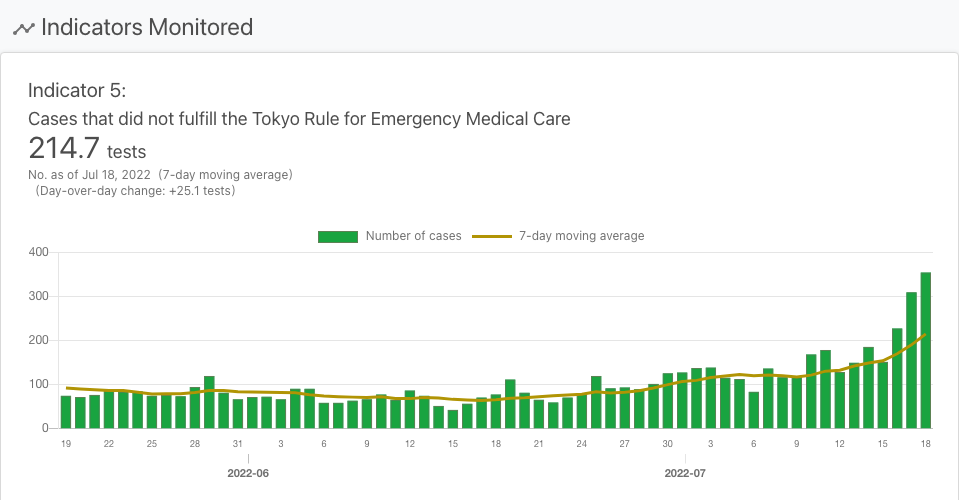 Indicators Monitored
Indicator 5:
Cases that did not fulfill the Tokyo Rule for Emergency Medical Care
214.7 tests
No. as of Jul 18, 2022 (7-day moving average)
(Day-over-day change: +25.1 tests)
Number of cases 7-day moving average
400
300
200
100
0
19 22 25 28 31 3 6 9 12 15 18 21 24 27 30 3 6 9 12 15 18
2022-06 2022-07